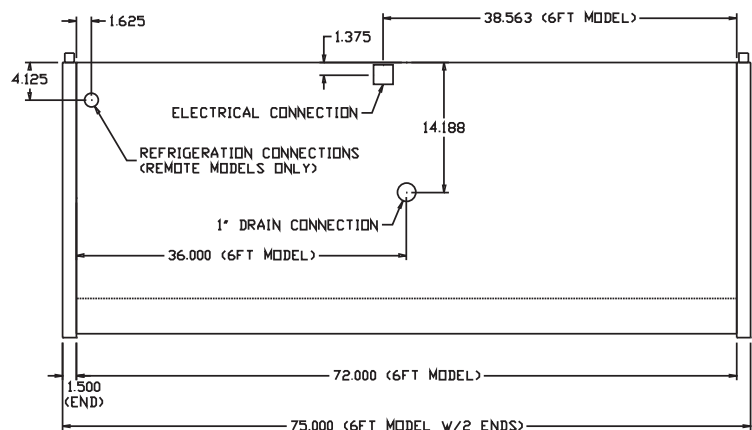 38.563 (6FT MODEL)
1.625
1.375
4.125
ELECTRICAL CONNECTION
14.188
REFRIGERATION CONNECTIONS
(REMOTE MODELS ONLY)
1" DRAIN CONNECTION
36.000 (6FT MODEL)
72.000 (6FT MODEL)
1.500
(END)
75.000 (6FT MODEL W/2 ENDS)